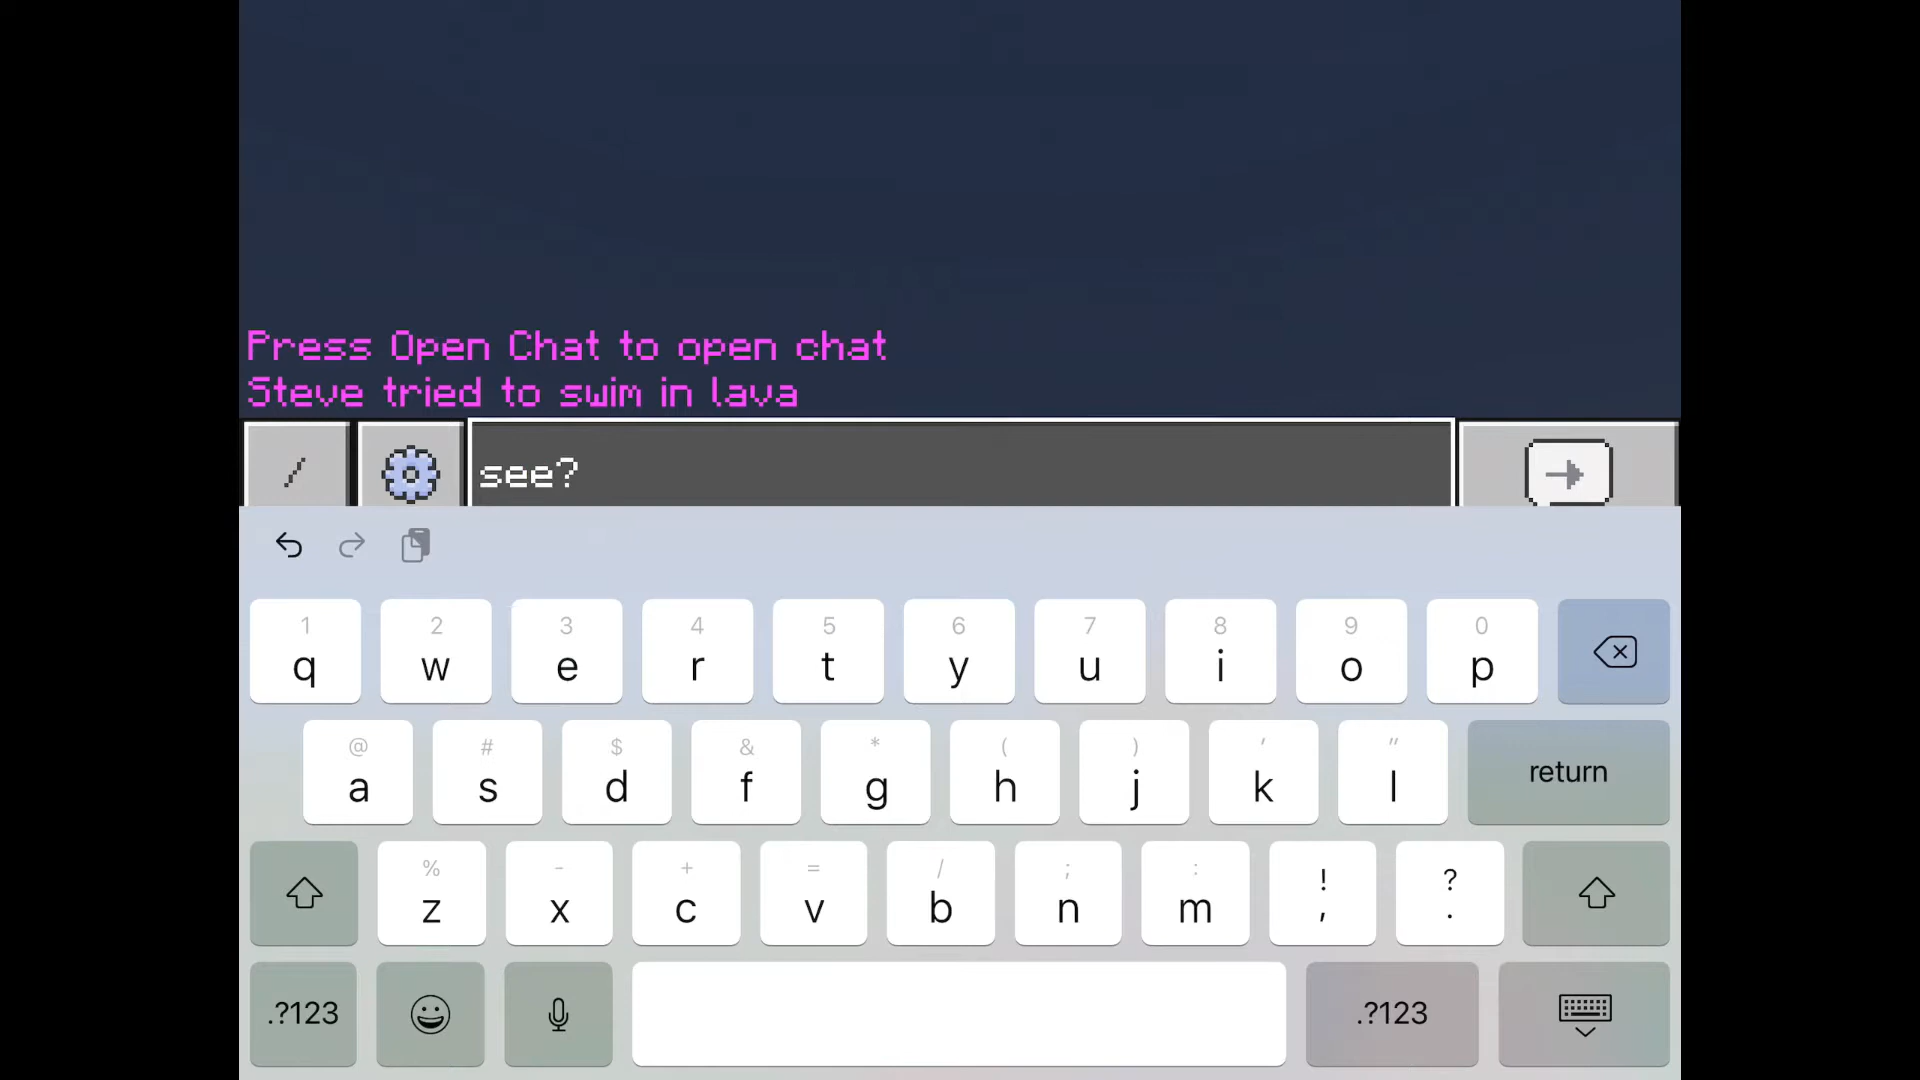 Press Open Chat to open chat
Steve tried to swim in lava
/
see?
1 2 3 4 5 6 7 8 9 0
q w e r t y u i o p
@ # $ & * ( ) ' "
a s d f g h j k l return
% - + = / ; : ! ?
z x c v b n m , .
.?123 .?123